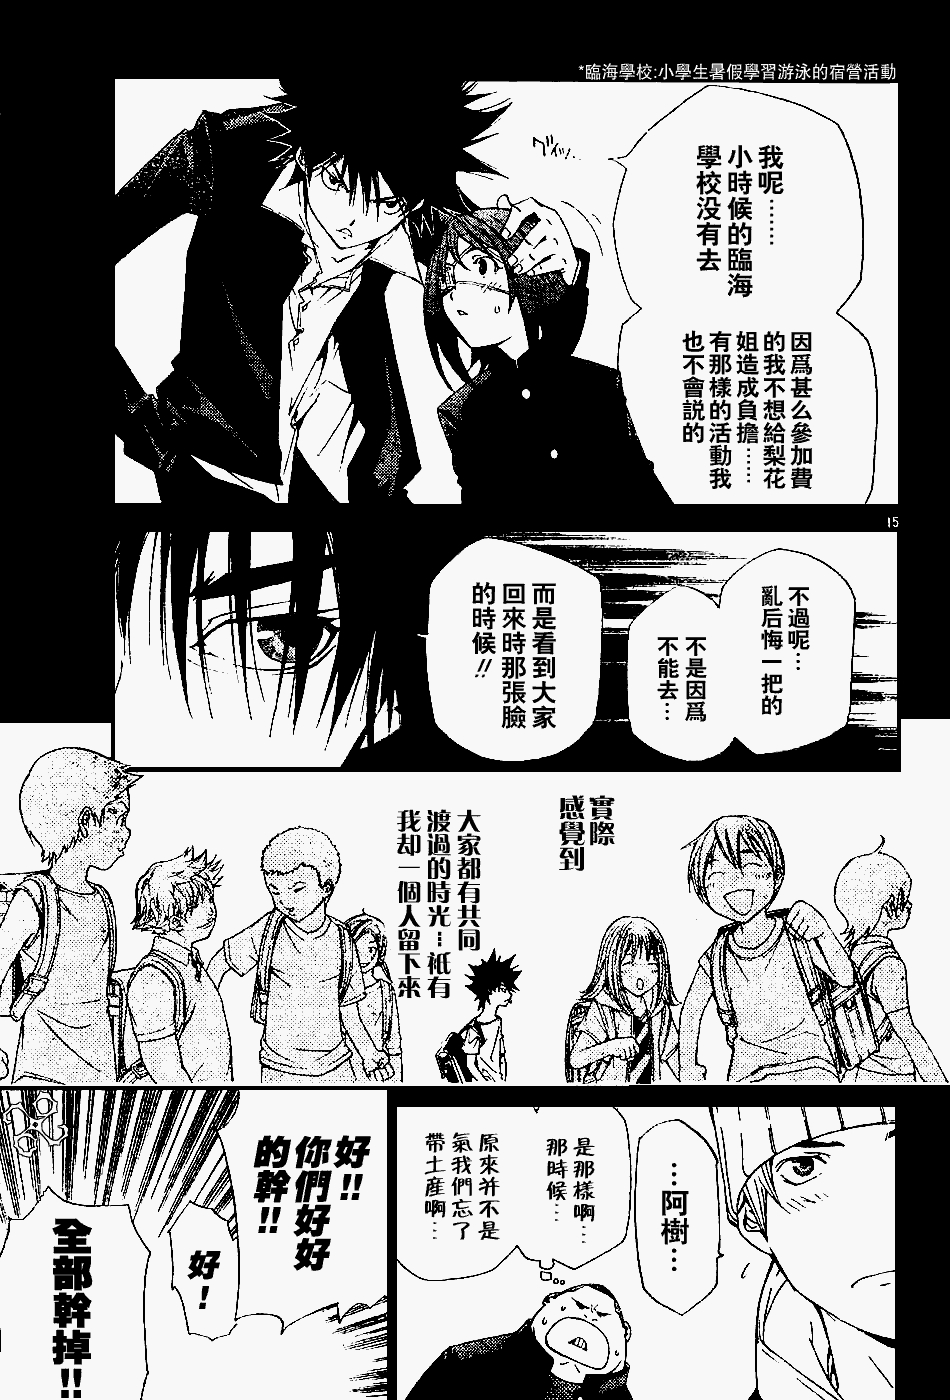 *臨海學校:小學生暑假學習游泳的宿營活動
我呢……
小時候的臨海
學校没有去
因爲甚么參加費
的我不想給梨花
姐造成負擔……
有那樣的活動我
也不會説的
グイッ
15
不過呢…
亂后悔一把的
不是因爲
不能去…
而是看到大家
回來時那張臉
的時候!!
實際
感覺到
大家都有共同
渡過的時光…祇有
我却一個人留下來
…阿樹…
是那樣啊…
那時候…
原來并不是
氣我們忘了
帶土産啊…
好!!
你們好好
的幹!!
好!
全部幹掉!!